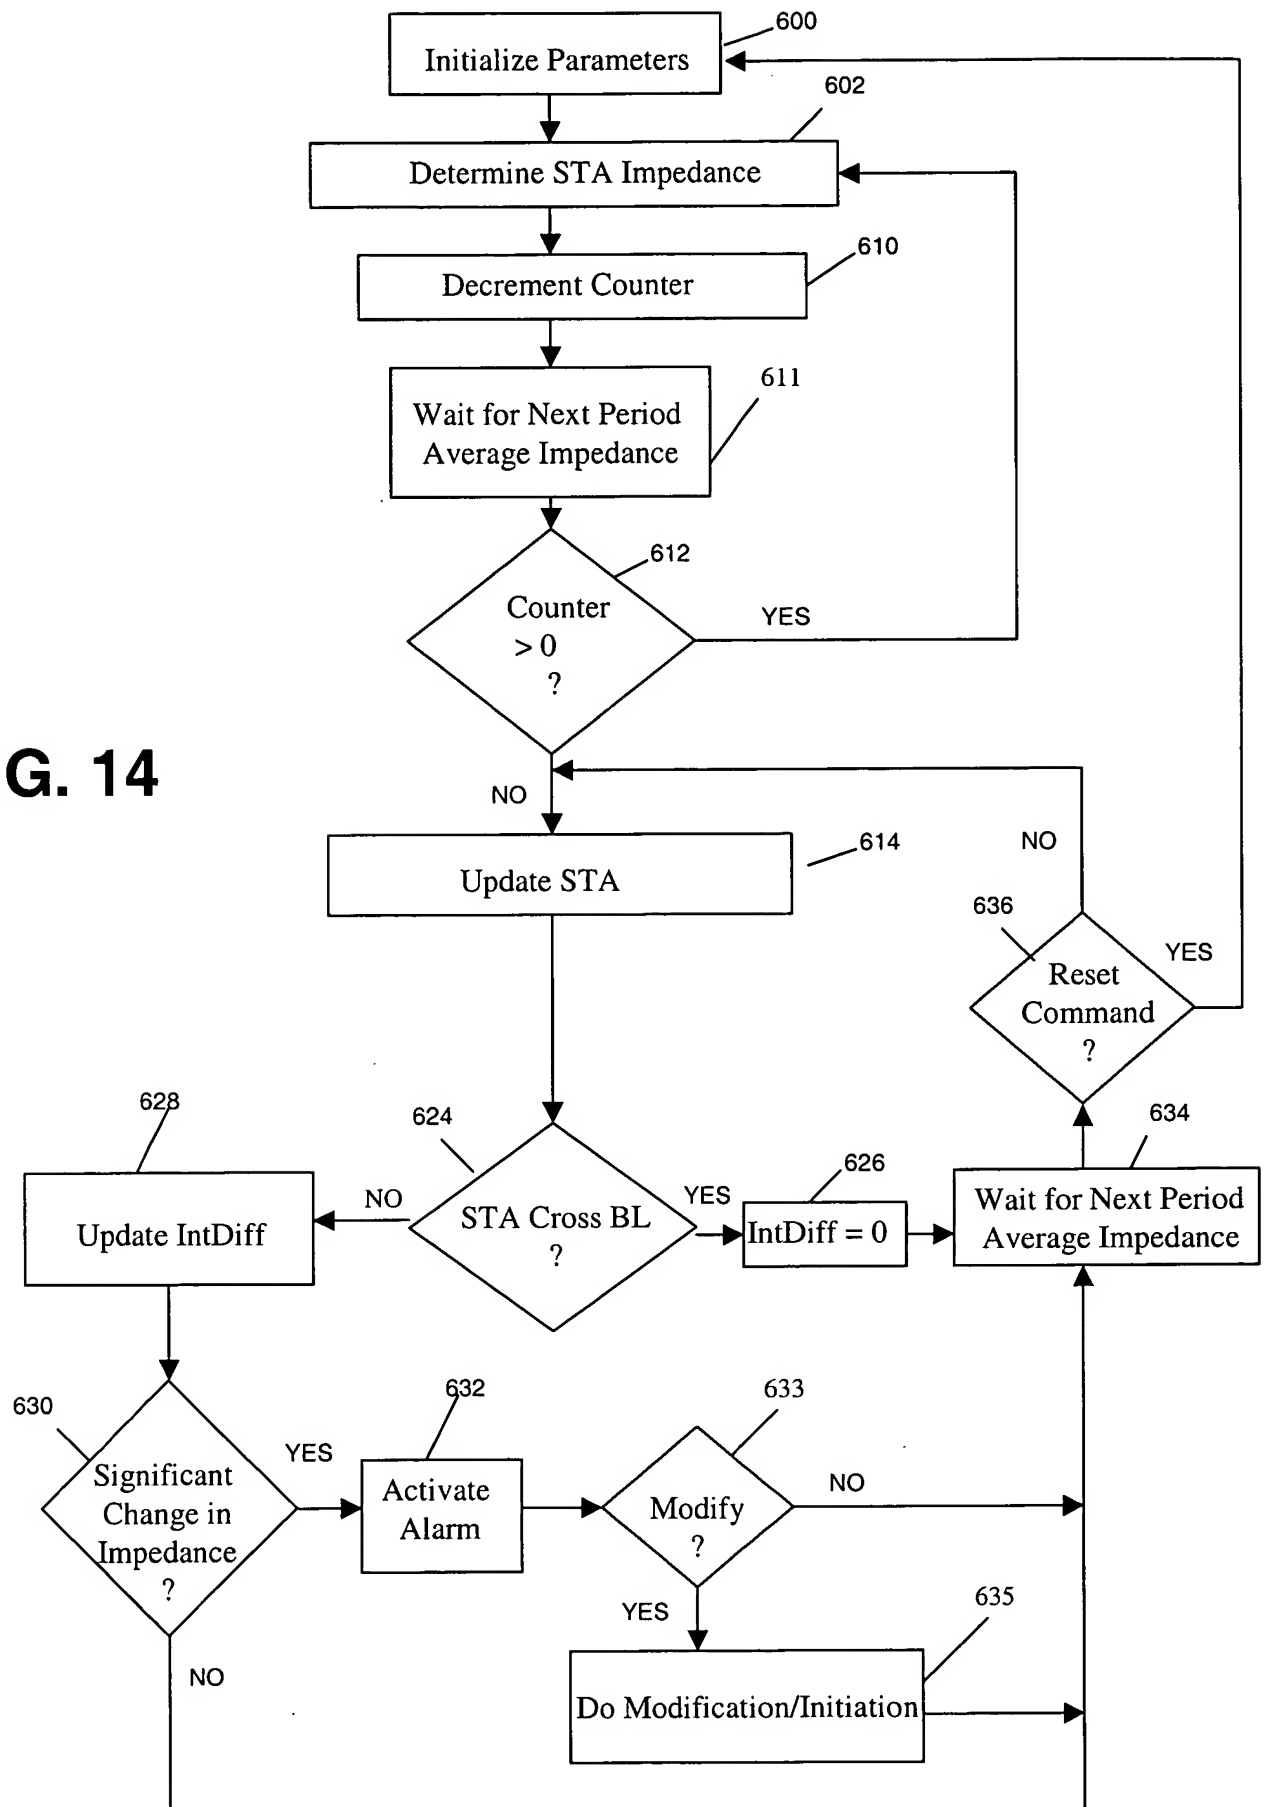 600
Initialize Parameters
602
Determine STA Impedance
610
Decrement Counter
611
Wait for Next Period
Average Impedance
612
Counter
> 0
?
YES
G. 14
NO
614
Update STA
NO
636
YES
Reset
Command
?
628
624
634
626
NO
YES
Update IntDiff
STA Cross BL
?
IntDiff = 0
Wait for Next Period
Average Impedance
630
632
633
YES
Significant
Change in
Impedance
?
Activate
Alarm
Modify
?
NO
YES
635
NO
Do Modification/Initiation